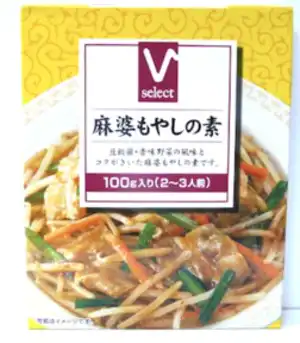 V
select
麻婆もやしの素
豆板醤・香味野菜の風味と
コクがきいた麻婆もやしの素です。
100g入り(2〜3人前)